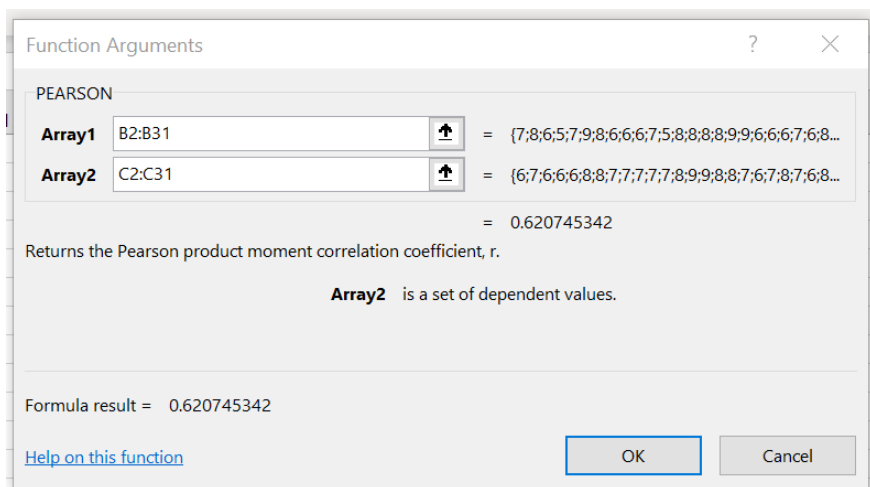 Function Arguments ? ×
PEARSON
Array1 B2:B31 = {7;8;6;5;7;9;8;6;6;6;7;5;8;8;8;8;9;9;6;6;6;7;6;8...
Array2 C2:C31 = {6;7;6;6;6;8;8;7;7;7;7;7;8;9;9;8;8;7;6;7;8;7;6;8...
= 0.620745342
Returns the Pearson product moment correlation coefficient, r.
Array2 is a set of dependent values.
Formula result = 0.620745342
Help on this function OK Cancel